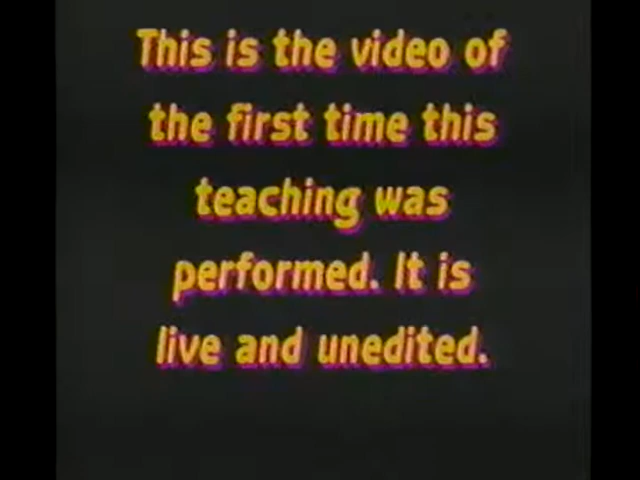 This is the video of
the first time this
teaching was
performed. It is
live and unedited.